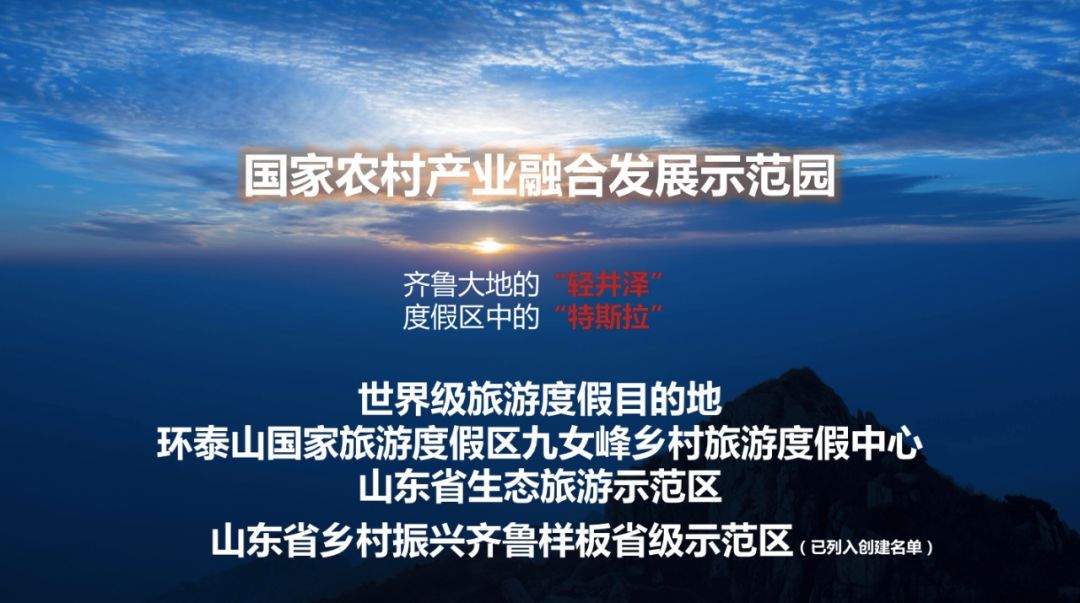 国家农村产业融合发展示范园
齐鲁大地的“轻井泽”
度假区中的“特斯拉”
世界级旅游度假目的地
环泰山国家旅游度假区九女峰乡村旅游度假中心
山东省生态旅游示范区
山东省乡村振兴齐鲁样板省级示范区（已列入创建名单）